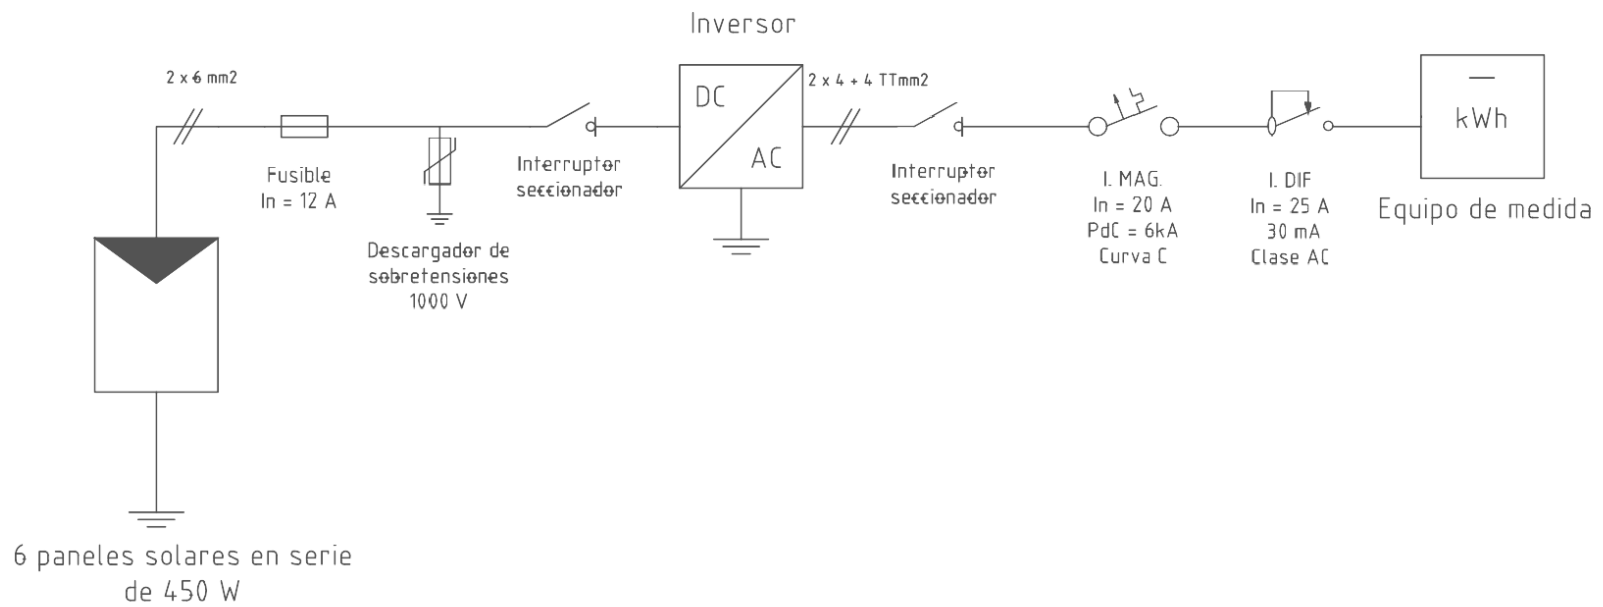 Inversor
2 x 6 mm2
2 x 4 + 4 TTmm2
DC
AC
kWh
Fusible
In = 12 A
Descargador de
sobretensiones
1000 V
Interruptor
seccionador
Interruptor
seccionador
I. MAG.
In = 20 A
PdC = 6kA
Curva C
I. DIF
In = 25 A
30 mA
Clase AC
Equipo de medida
6 paneles solares en serie
de 450 W